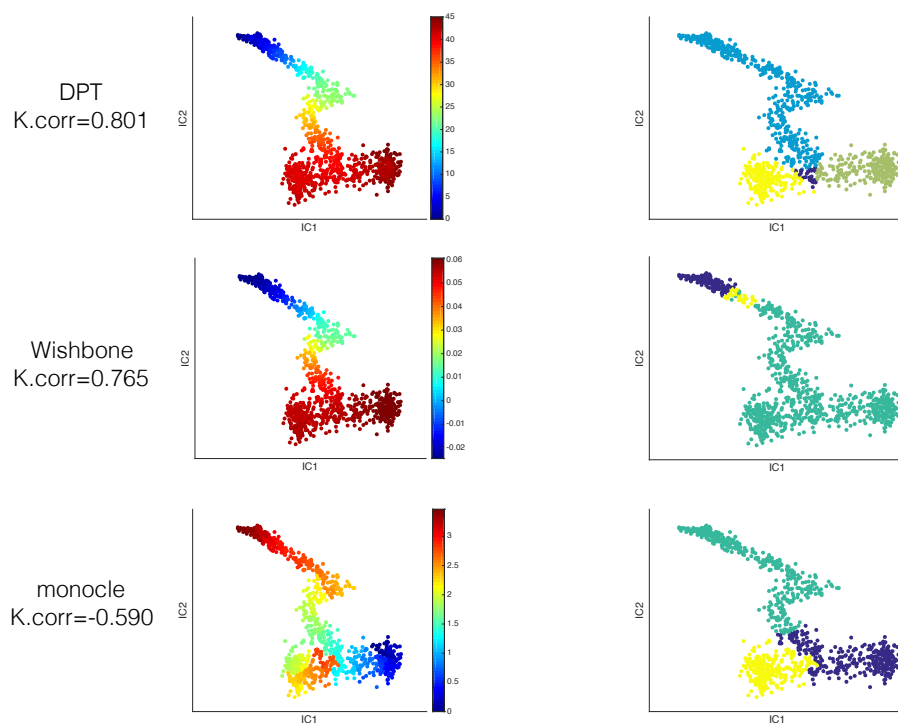 DPT
K.corr=0.801
IC2
IC1
45
40
35
30
25
20
15
10
5
0
IC2
IC1
Wishbone
K.corr=0.765
IC2
IC1
0.06
0.05
0.04
0.03
0.02
0.01
0
-0.01
-0.02
IC2
IC1
monocle
K.corr=-0.590
IC2
IC1
3
2.5
2
1.5
1
0.5
0
IC2
IC1